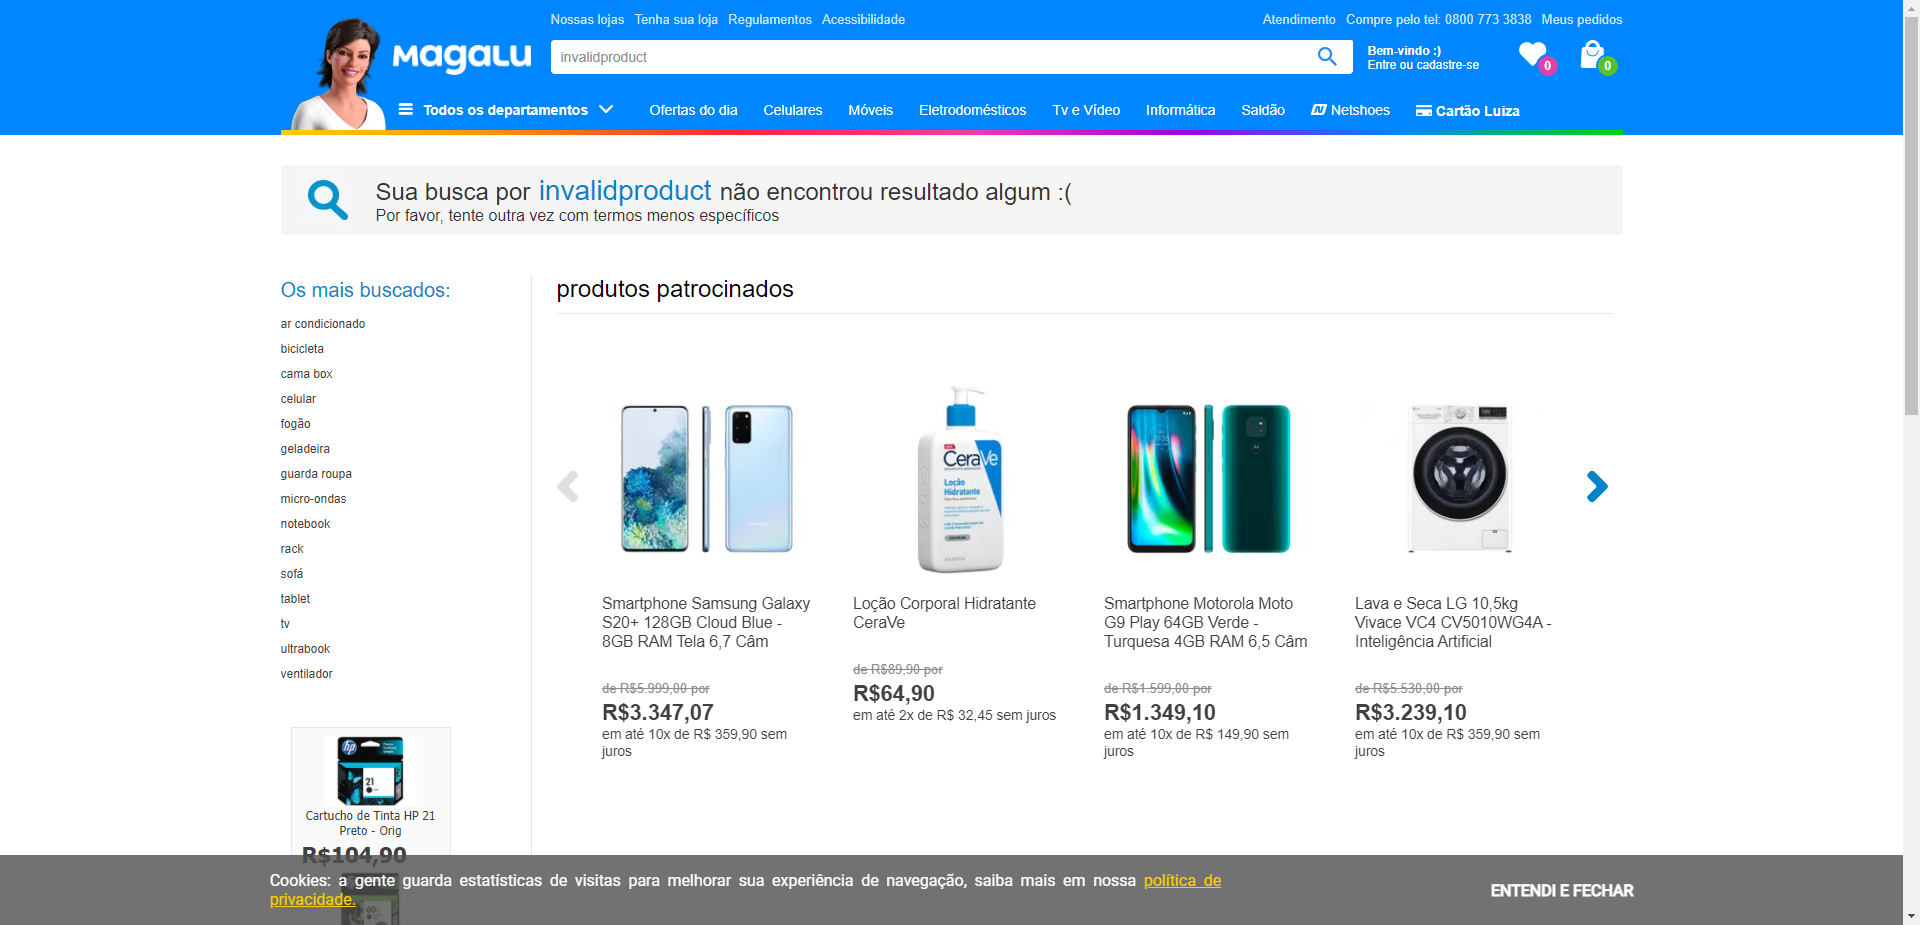 Nossas lojas Tenha sua loja Regulamentos Acessibilidade
Atendimento Compre pelo tel: 0800 773 3838 Meus pedidos
MAGALU
invalidproduct
Bem-vindo :)
Entre ou cadastre-se
0
0
Todos os departamentos
Ofertas do dia Celulares Móveis Eletrodomésticos Tv e Vídeo Informática Saldão Netshoes Cartão Luiza
Sua busca por invalidproduct não encontrou resultado algum :(
Por favor, tente outra vez com termos menos específicos
Os mais buscados:
ar condicionado
bicicleta
cama box
celular
fogão
geladeira
guarda roupa
micro-ondas
notebook
rack
sofá
tablet
tv
ultrabook
ventilador
hp
21
Cartucho de Tinta HP 21
Preto - Orig
R$104,90
produtos patrocinados
SAMSUNG
CeraVe
Loção
Hidratante
Smartphone Samsung Galaxy
S20+ 128GB Cloud Blue -
8GB RAM Tela 6,7 Câm
de R$5.999,00 por
R$3.347,07
em até 10x de R$ 359,90 sem
juros
Loção Corporal Hidratante
CeraVe
de R$89,90 por
R$64,90
em até 2x de R$ 32,45 sem juros
Smartphone Motorola Moto
G9 Play 64GB Verde -
Turquesa 4GB RAM 6,5 Câm
de R$1.599,00 por
R$1.349,10
em até 10x de R$ 149,90 sem
juros
Lava e Seca LG 10,5kg
Vivace VC4 CV5010WG4A -
Inteligência Artificial
de R$5.530,00 por
R$3.239,10
em até 10x de R$ 359,90 sem
juros
Cookies: a gente guarda estatísticas de visitas para melhorar sua experiência de navegação, saiba mais em nossa política de
privacidade.
ENTENDI E FECHAR